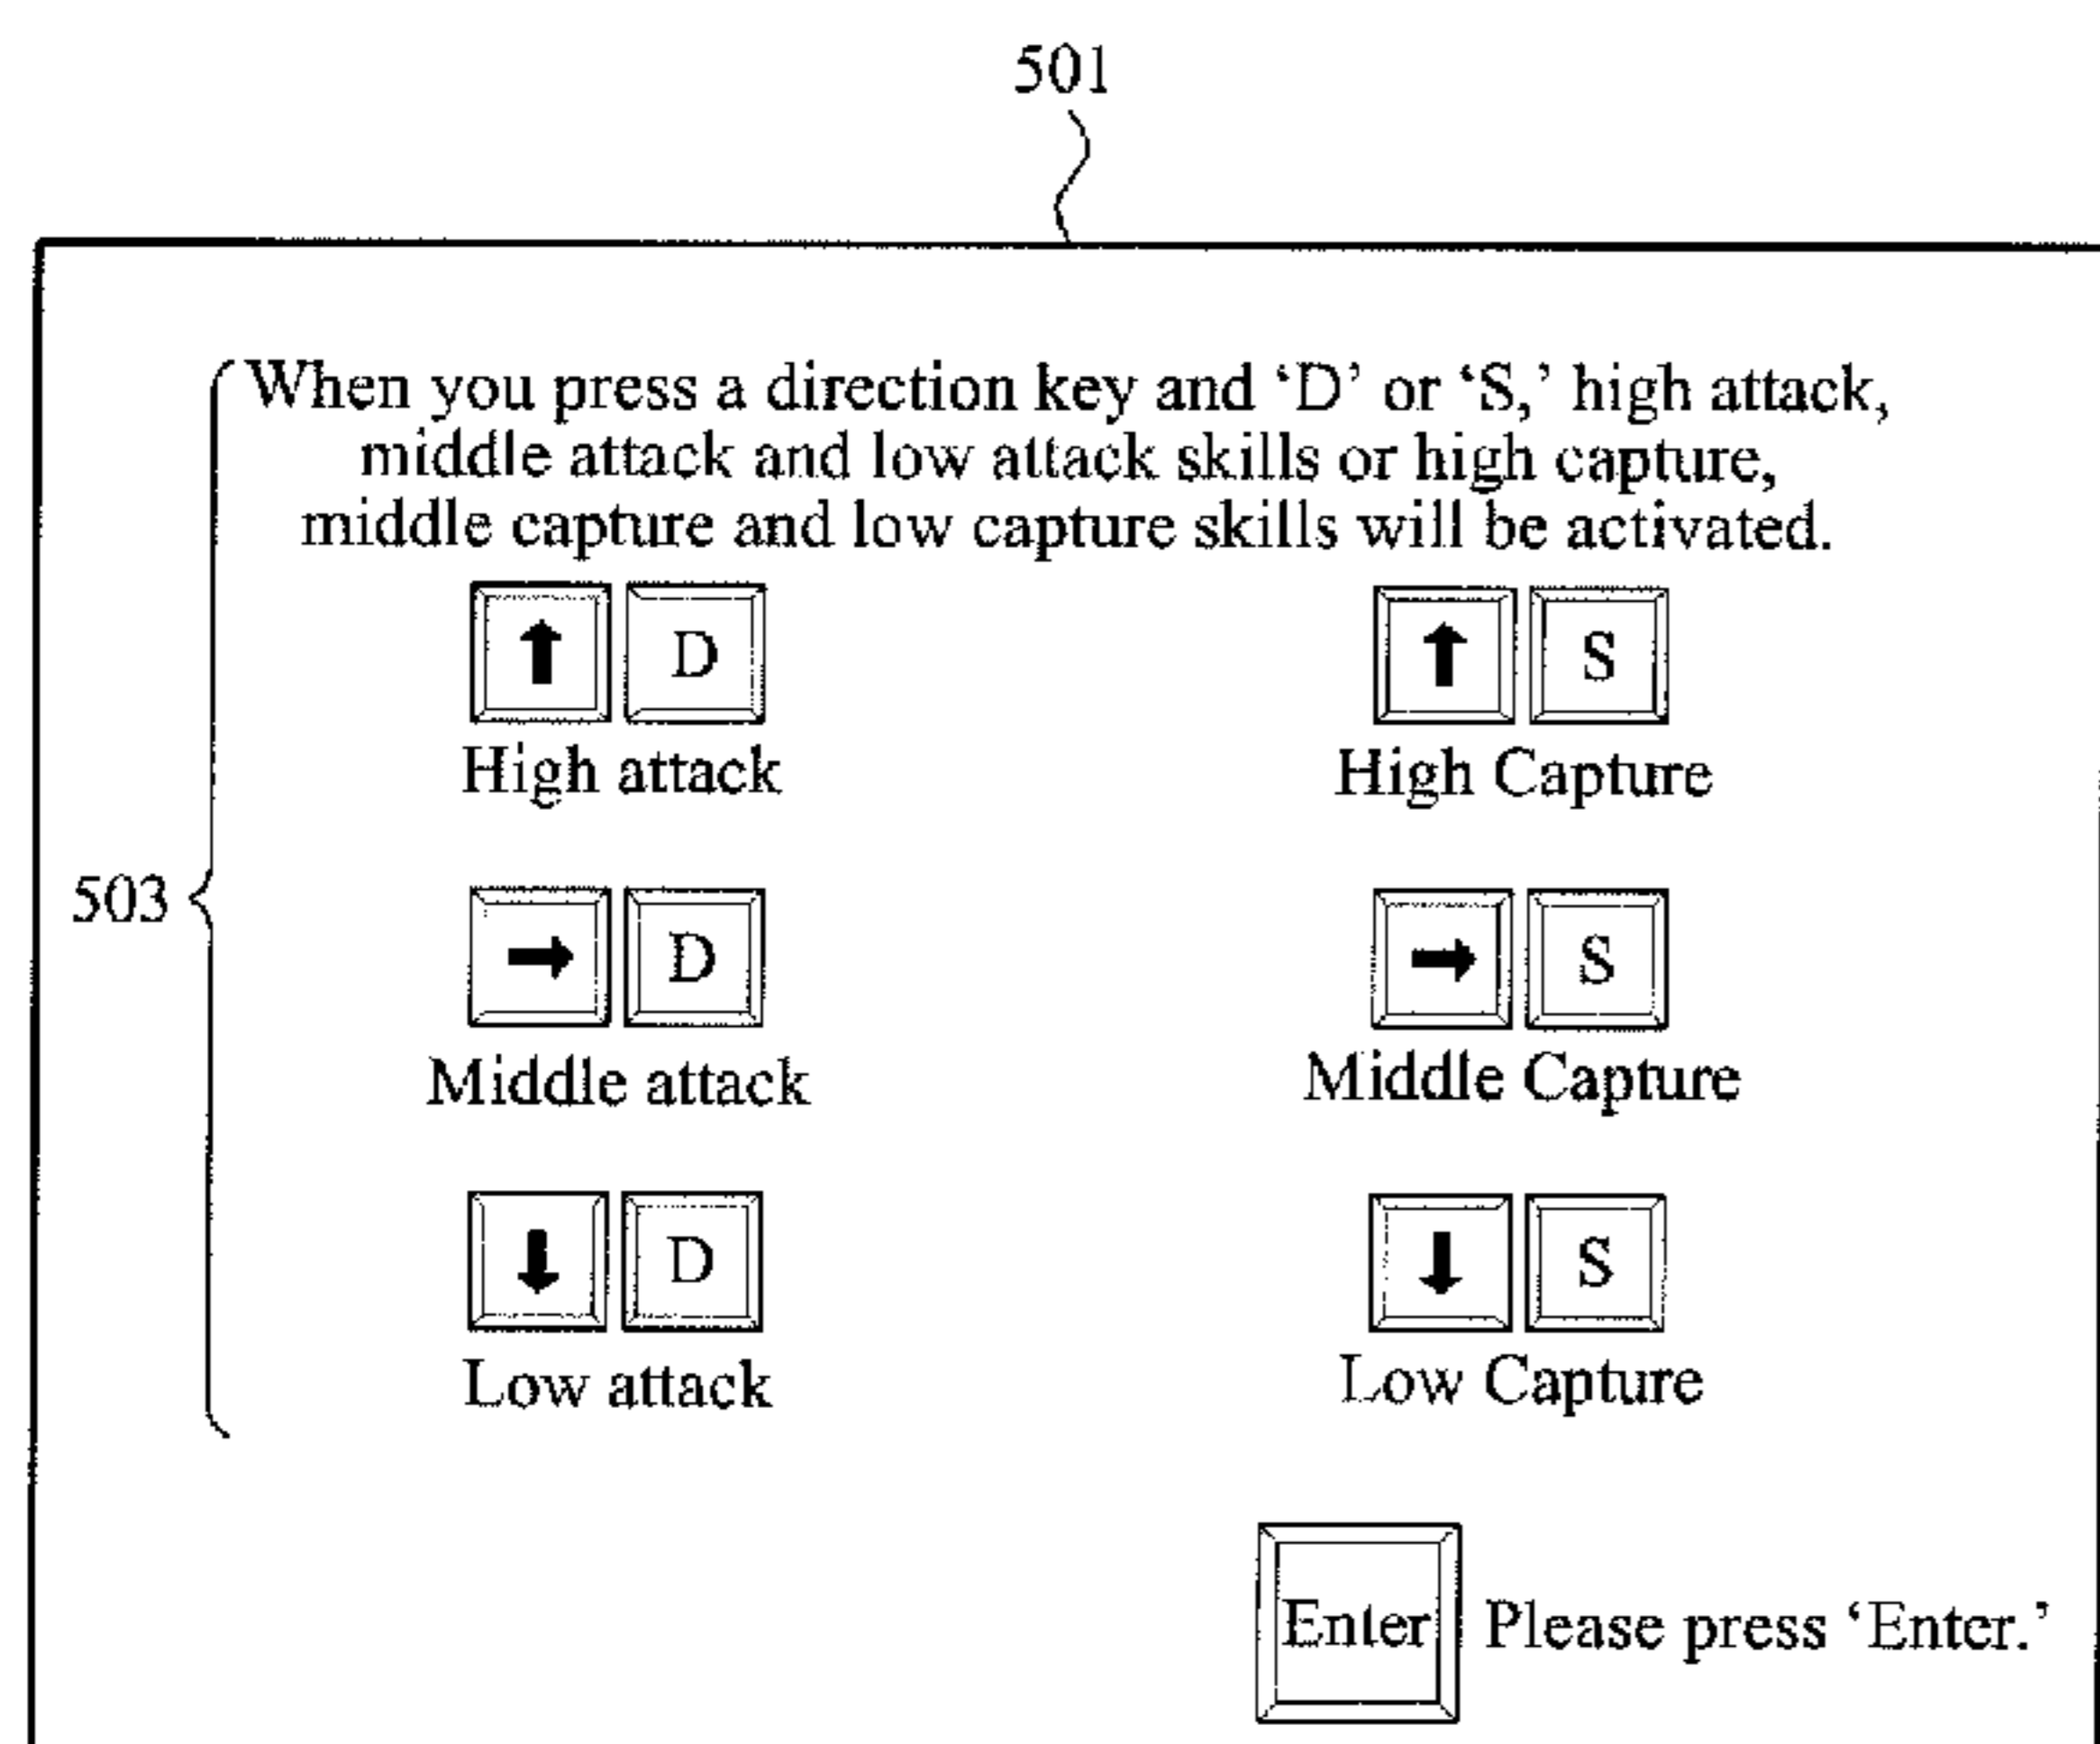 501
When you press a direction key and ‘D’ or ‘S,’ high attack,
middle attack and low attack skills or high capture,
middle capture and low capture skills will be activated.
↑ D ↑ S
High attack High Capture
503
→ D → S
Middle attack Middle Capture
↓ D ↓ S
Low attack Low Capture
Enter Please press ‘Enter.’